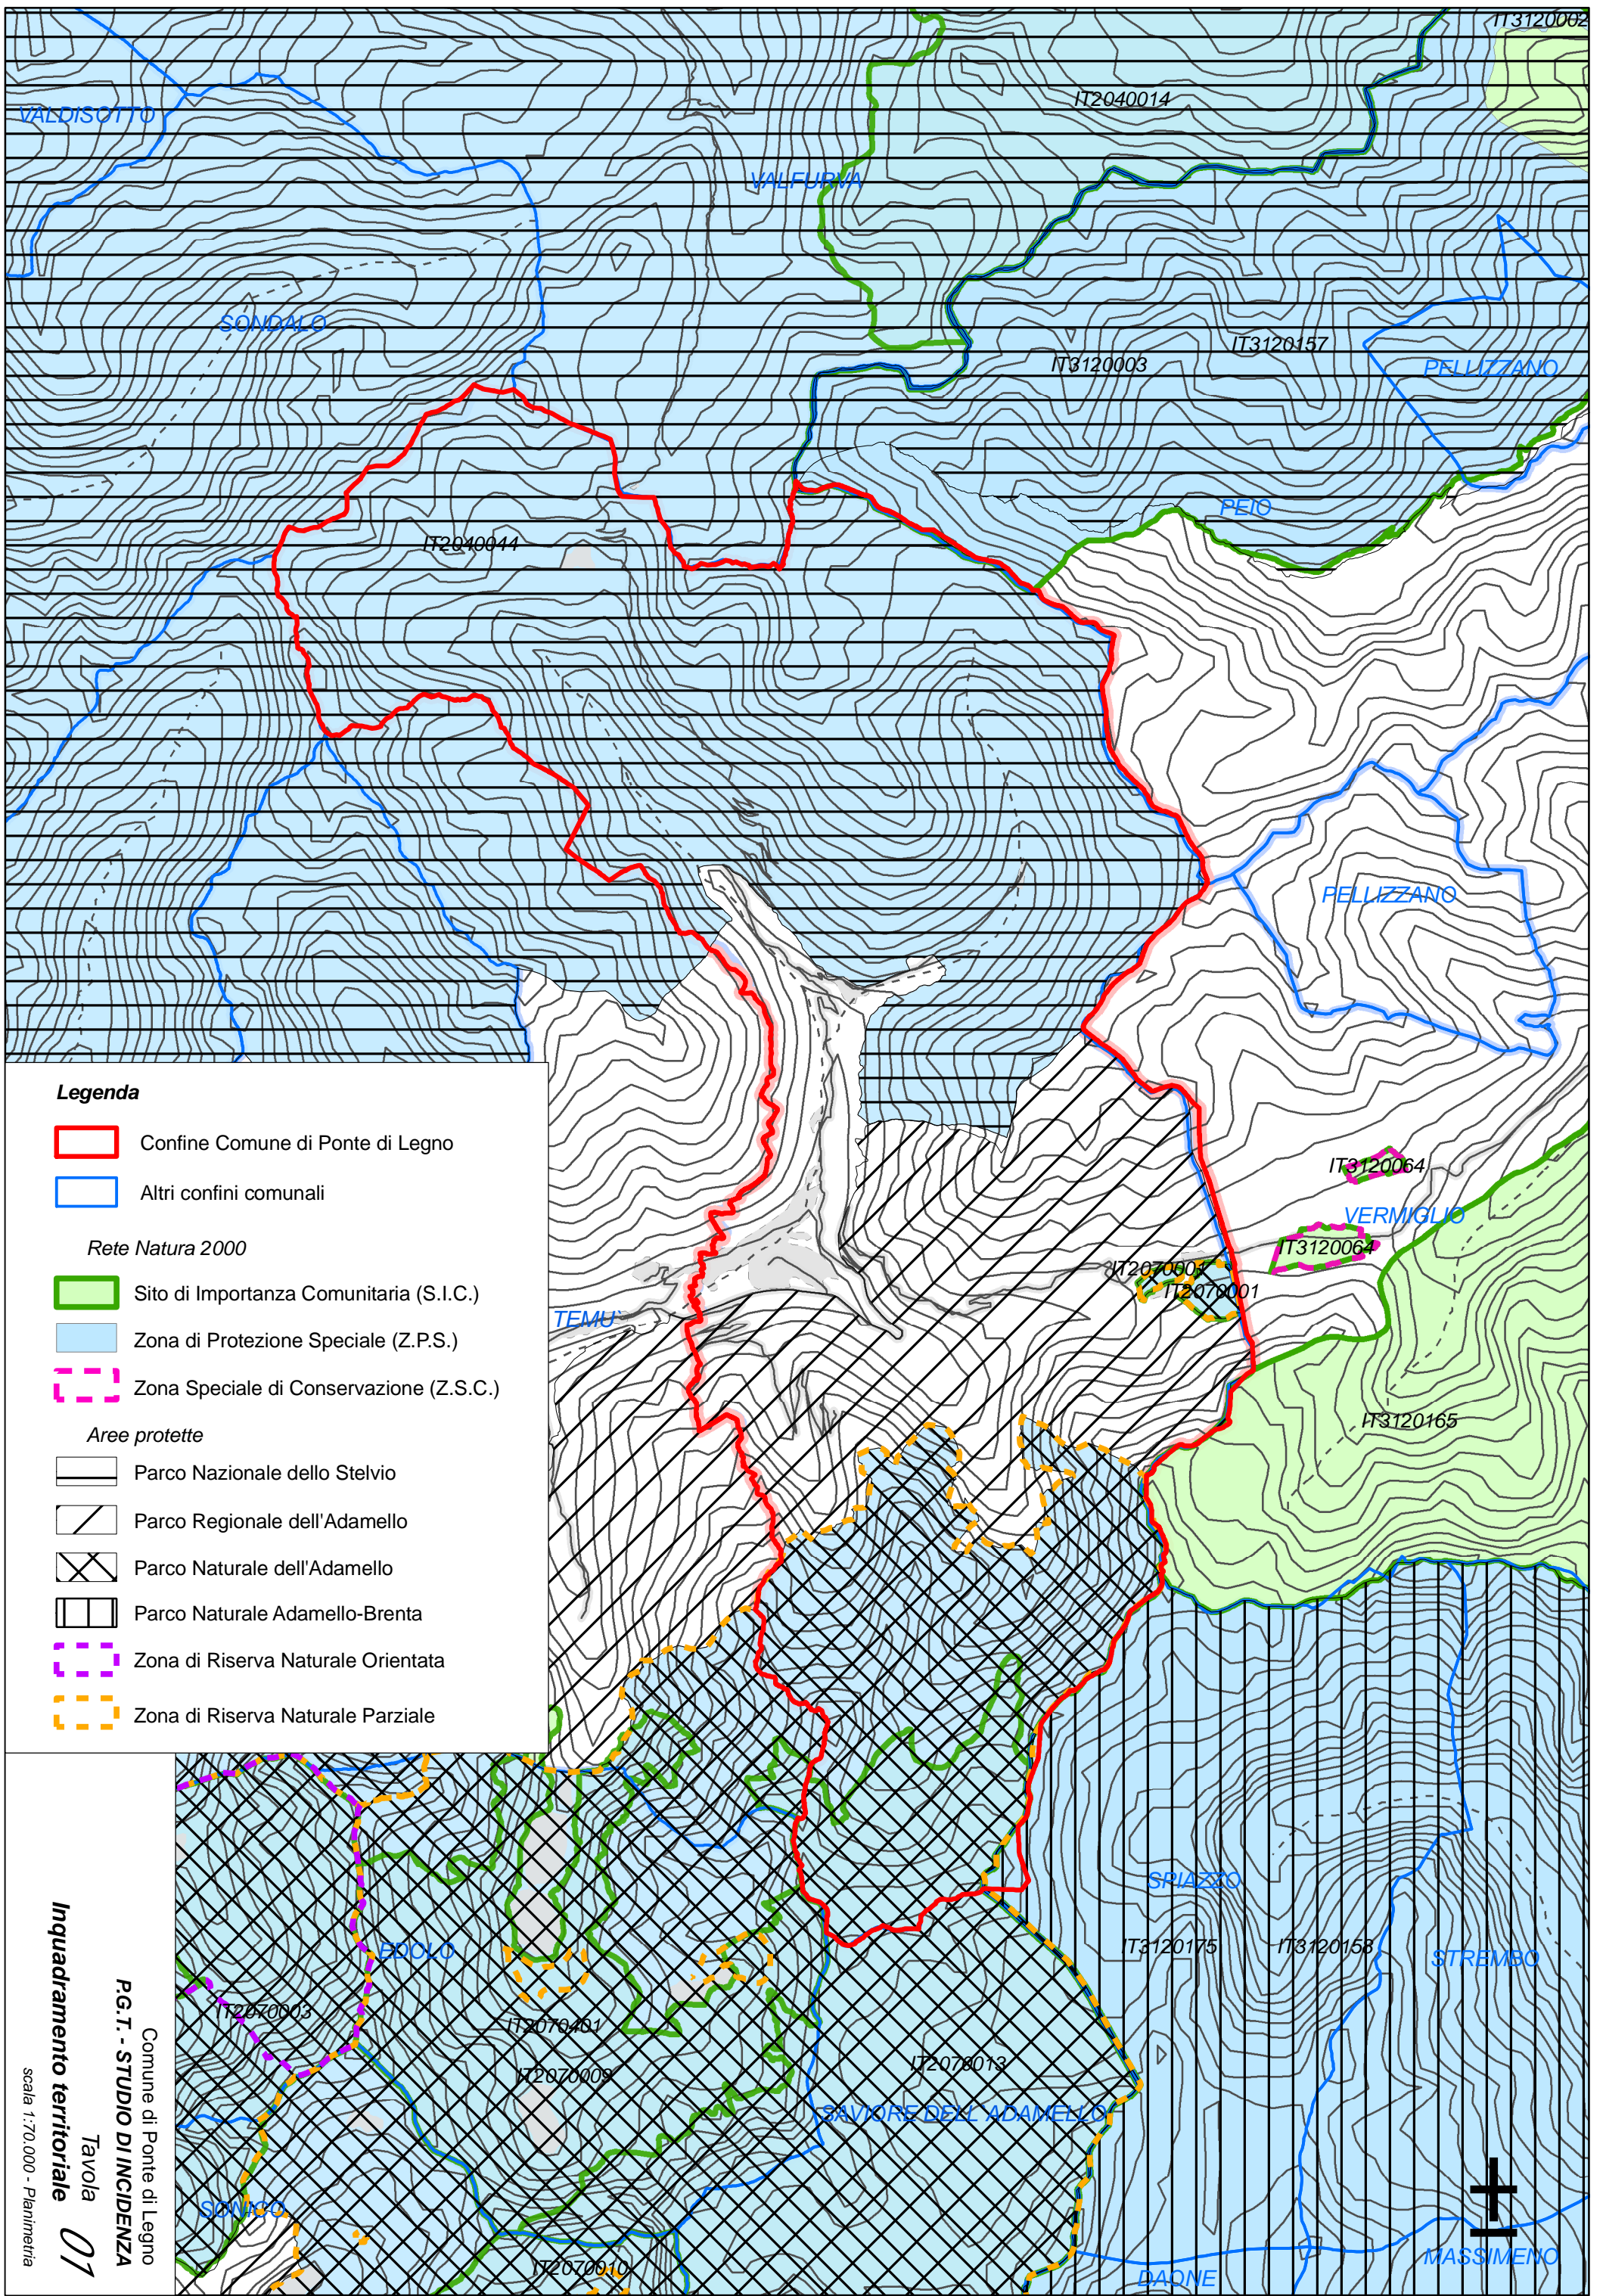 IT3120002
IT2040014
VALDISOTTO
VALFURVA
SONDALO
IT3120157
IT3120003
PELLIZZANO
PEIO
IT2040044
PELLIZZANO
Legenda
Confine Comune di Ponte di Legno
Altri confini comunali
Rete Natura 2000
Sito di Importanza Comunitaria (S.I.C.)
Zona di Protezione Speciale (Z.P.S.)
Zona Speciale di Conservazione (Z.S.C.)
Aree protette
Parco Nazionale dello Stelvio
Parco Regionale dell'Adamello
Parco Naturale dell'Adamello
Parco Naturale Adamello-Brenta
Zona di Riserva Naturale Orientata
Zona di Riserva Naturale Parziale
IT3120064
VERMIGLIO
IT3120064
IT2070001
IT2070001
TEMU`
IT3120165
SPIAZZO
IT3120175
IT3120158
STREMBO
EDOLO
IT2070003
IT2070401
IT2070009
IT2070013
SAVIORE DELL ADAMELLO
SONICO
IT2070010
DAONE
MASSIMENO
Comune di Ponte di Legno
P.G.T. - STUDIO DI INCIDENZA
Tavola
Inquadramento territoriale 01
scala 1:70.000 - Planimetria